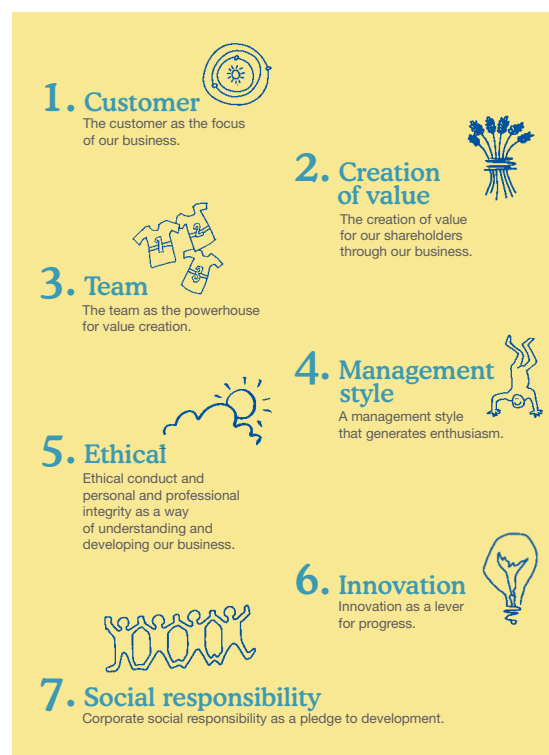 1. Customer
The customer as the focus
of our business.
2. Creation
of value
The creation of value
for our shareholders
through our business.
1
2
3
3. Team
The team as the powerhouse
for value creation.
4. Management
style
A management style
that generates enthusiasm.
5. Ethical
Ethical conduct and
personal and professional
integrity as a way
of understanding and
developing our business.
6. Innovation
Innovation as a lever
for progress.
7. Social responsibility
Corporate social responsibility as a pledge to development.